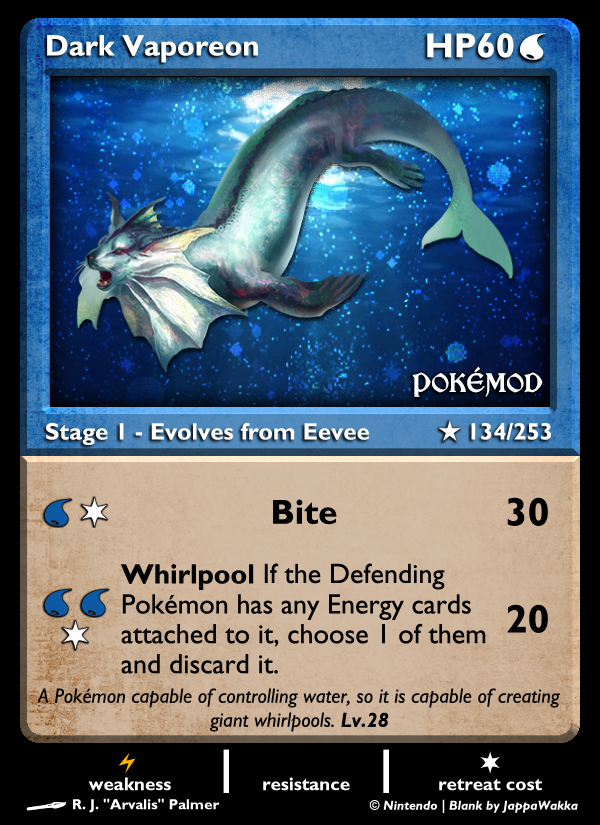 Dark Vaporeon HP60
POKÉMOD
Stage 1 - Evolves from Eevee ★ 134/253
Bite 30
Whirlpool If the Defending
Pokémon has any Energy cards
attached to it, choose 1 of them
and discard it.
20
A Pokémon capable of controlling water, so it is capable of creating
giant whirlpools. Lv.28
weakness resistance retreat cost
R. J. "Arvalis" Palmer © Nintendo | Blank by JappaWakka